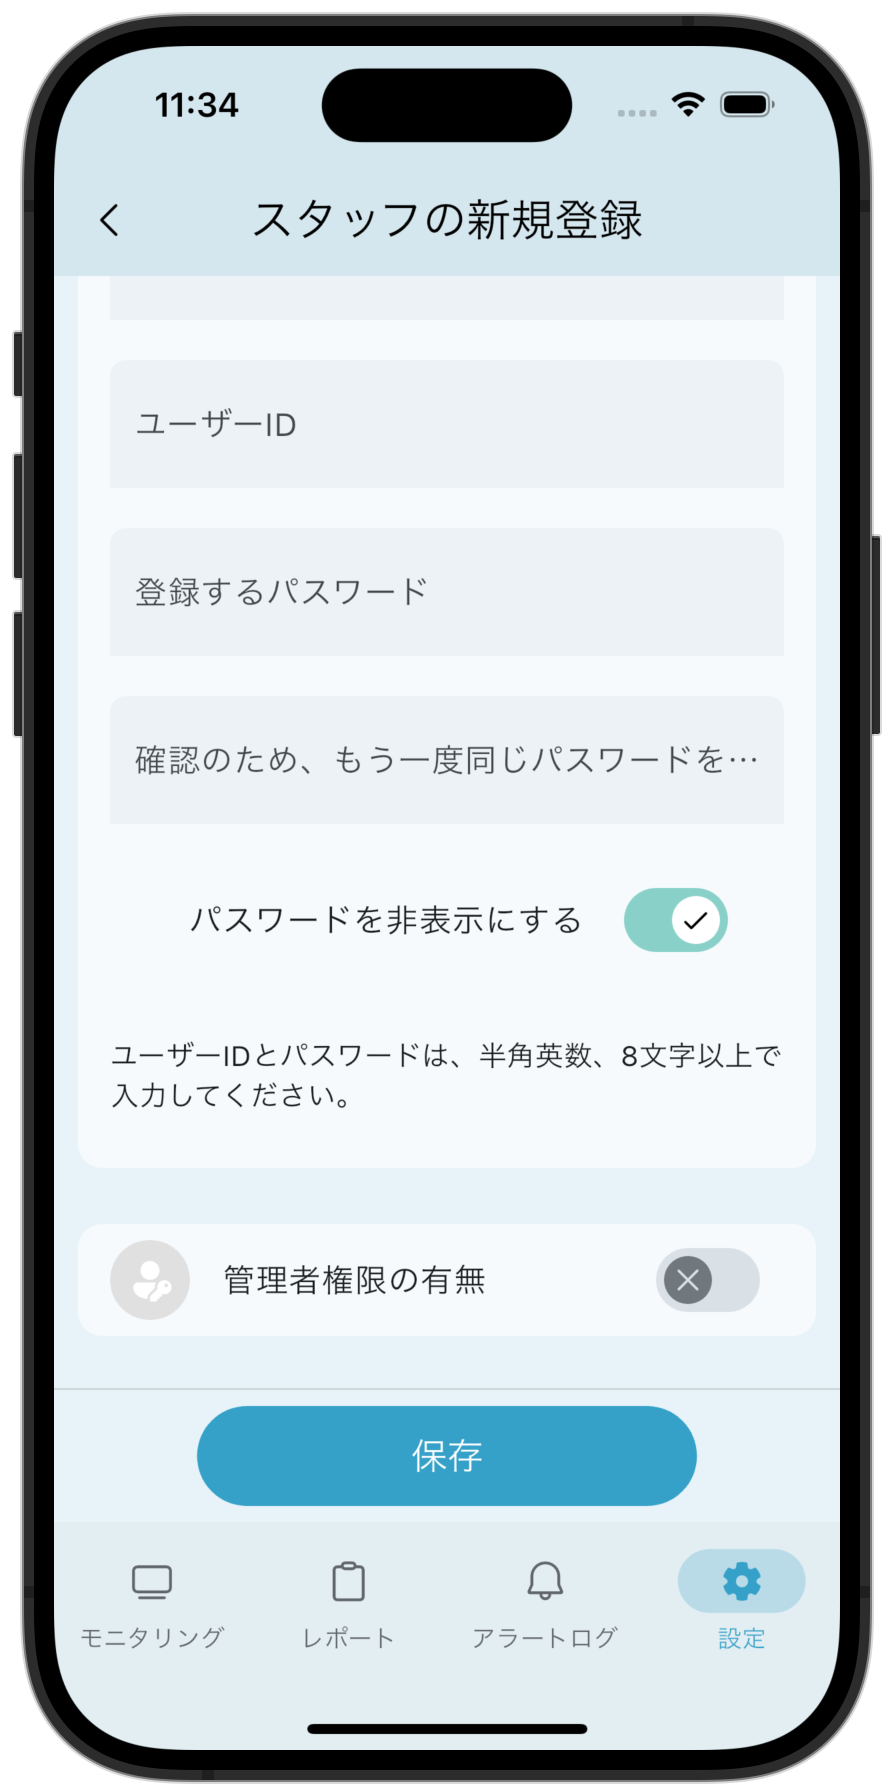 11:34
スタッフの新規登録
ユーザーID
登録するパスワード
確認のため、もう一度同じパスワードを…
パスワードを非表示にする
ユーザーIDとパスワードは、半角英数、8文字以上で
入力してください。
管理者権限の有無
保存
モニタリング
レポート
アラートログ
設定